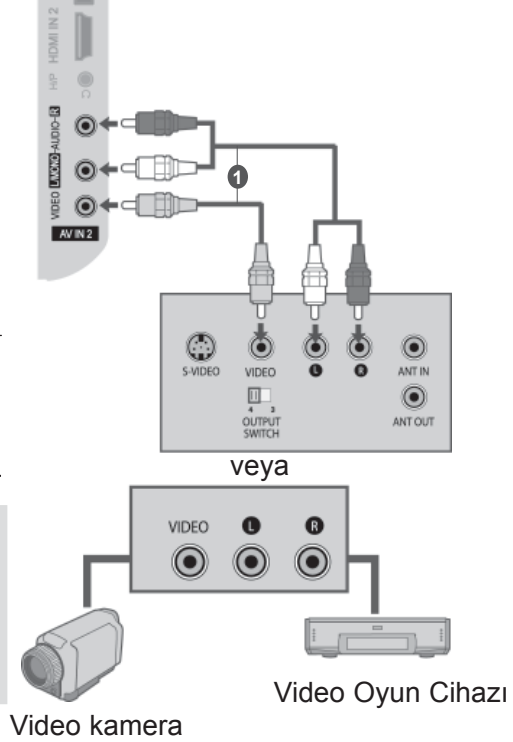 HDMI IN 2
H/P
VIDEO L/MONO AUDIO R
AV IN 2
1
S-VIDEO
VIDEO
L
R
ANT IN
4 3
OUTPUT
SWITCH
ANT OUT
veya
VIDEO
L
R
Video Oyun Cihazı
Video kamera